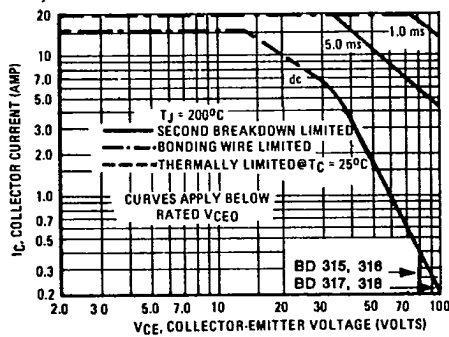 20
10
7.0
5.0
3.0
2.0
1.0
0.7
0.5
0.3
0.2
IC, COLLECTOR CURRENT (AMP)
1.0 ms
5.0 ms
dc
TJ = 200°C
SECOND BREAKDOWN LIMITED
BONDING WIRE LIMITED
THERMALLY LIMITED @ TC = 25°C
CURVES APPLY BELOW
RATED VCEO
BD 315, 316
BD 317, 318
2.0 3 0 5.0 7.0 10 20 30 50 70 100
VCE, COLLECTOR-EMITTER VOLTAGE (VOLTS)